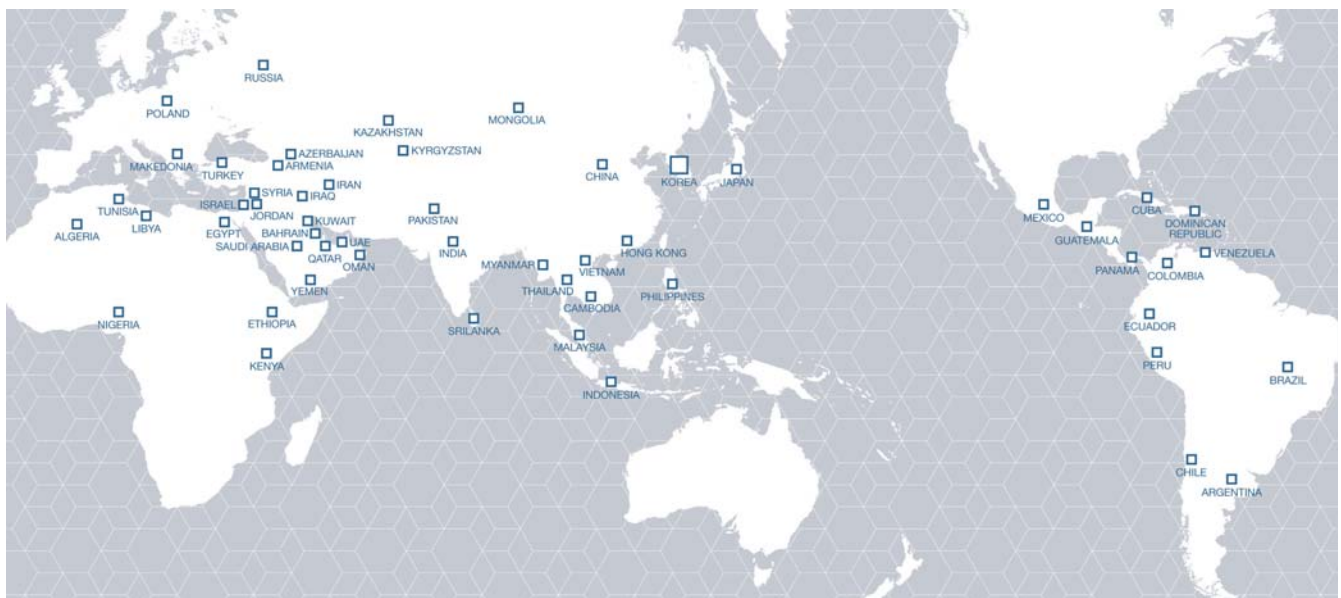 RUSSIA
POLAND
MONGOLIA
KAZAKHSTAN
MAKEDONIA
TURKEY
AZERBAIJAN
ARMENIA
KYRGYZSTAN
CHINA
KOREA
JAPAN
TUNISIA
ALGERIA
LIBYA
ISRAEL
SYRIA
JORDAN
IRAQ
IRAN
EGYPT
KUWAIT
BAHRAIN
SAUDI ARABIA
QATAR
UAE
OMAN
YEMEN
PAKISTAN
INDIA
MYANMAR
VIETNAM
HONG KONG
THAILAND
CAMBODIA
PHILIPPINES
NIGERIA
ETHIOPIA
KENYA
SRILANKA
MALAYSIA
INDONESIA
MEXICO
GUATEMALA
CUBA
DOMINICAN
REPUBLIC
PANAMA
COLOMBIA
VENEZUELA
ECUADOR
PERU
BRAZIL
CHILE
ARGENTINA